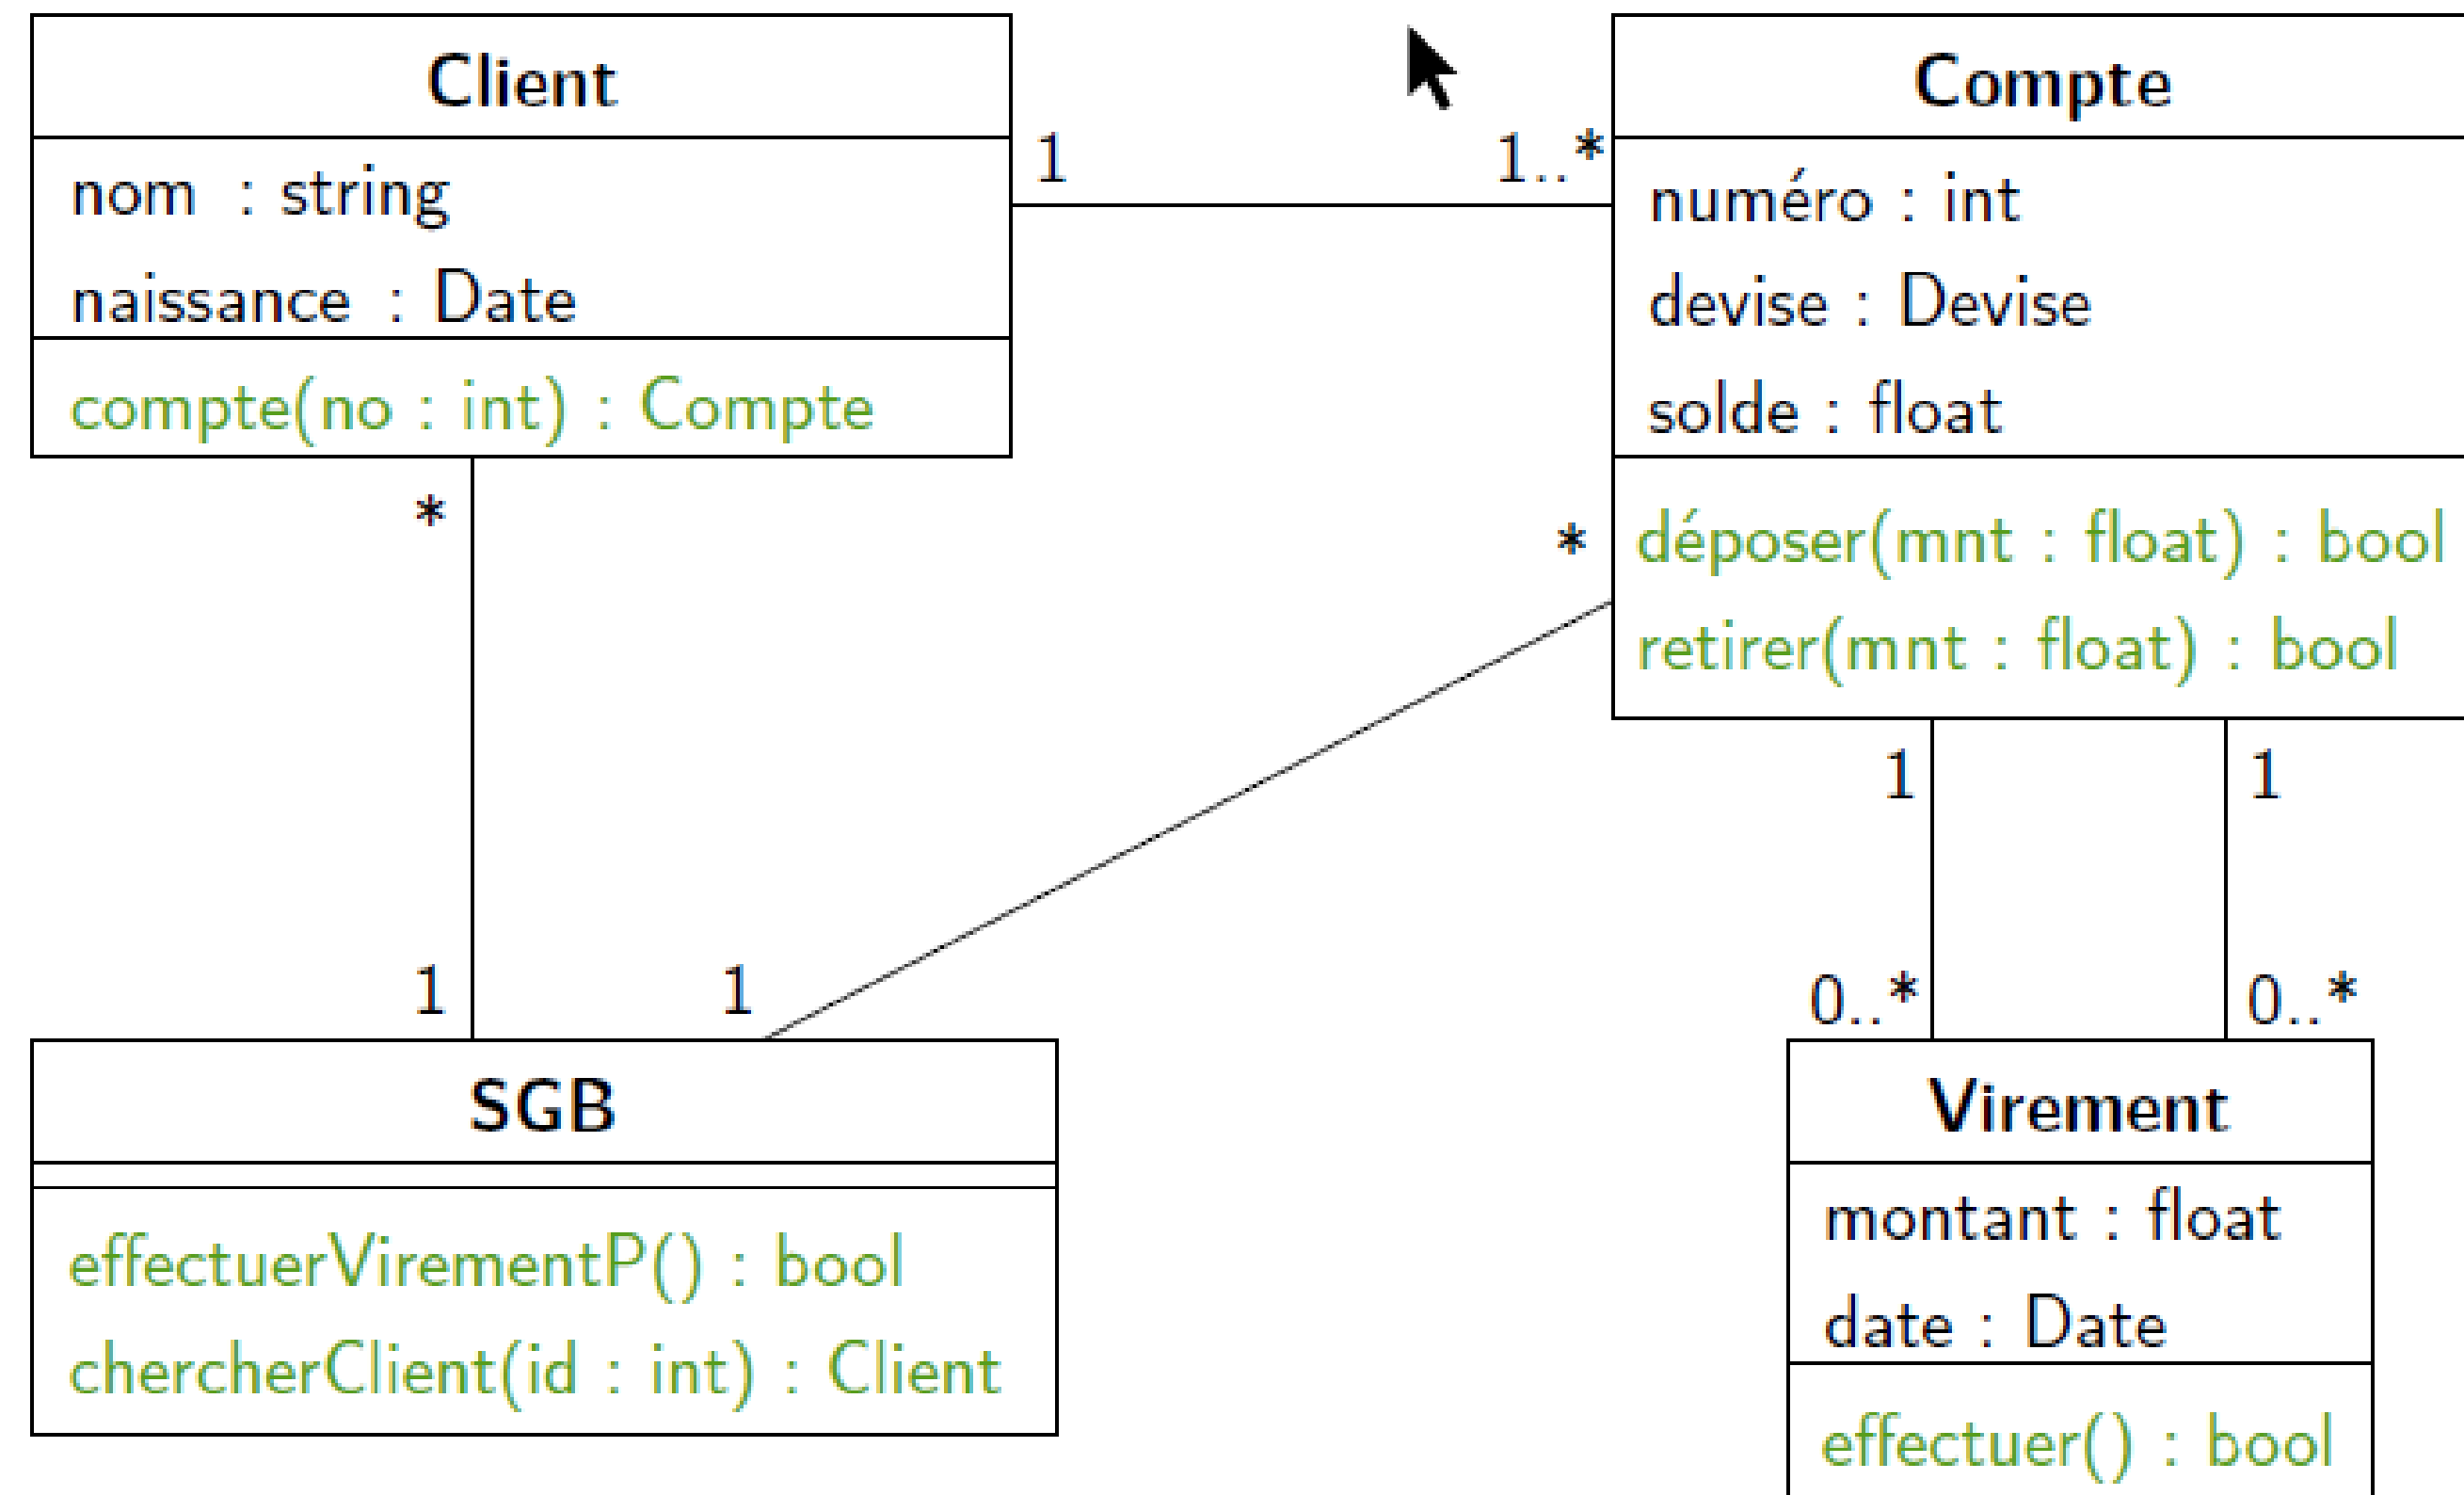 Client
nom : string
naissance : Date
compte(no : int) : Compte
1
1..*
Compte
numéro : int
devise : Devise
solde : float
déposer(mnt : float) : bool
retirer(mnt : float) : bool
*
*
1
1
1
1
0..*
0..*
SGB
effectuerVirementP() : bool
chercherClient(id : int) : Client
Virement
montant : float
date : Date
effectuer() : bool